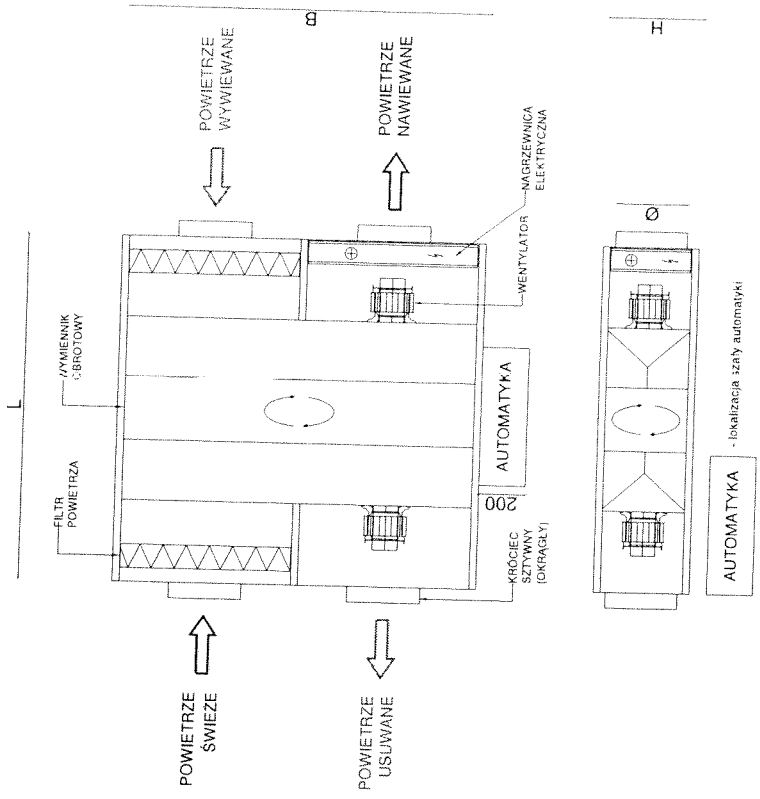 L
B
POWIETRZE
WYWIEWANE
POWIETRZE
NAWIEWANE
WYMIENNIK
OBROTOWY
FILTR
POWIETRZA
NAGRZEWNICA
ELEKTRYCZNA
WENTYLATOR
AUTOMATYKA
200
KRÓCIEC
SZTYWNY
(OKRĄGŁY)
POWIETRZE
ŚWIEŻE
POWIETRZE
USUWANE
H
Ø
AUTOMATYKA
- lokalizacja szafy automatyki